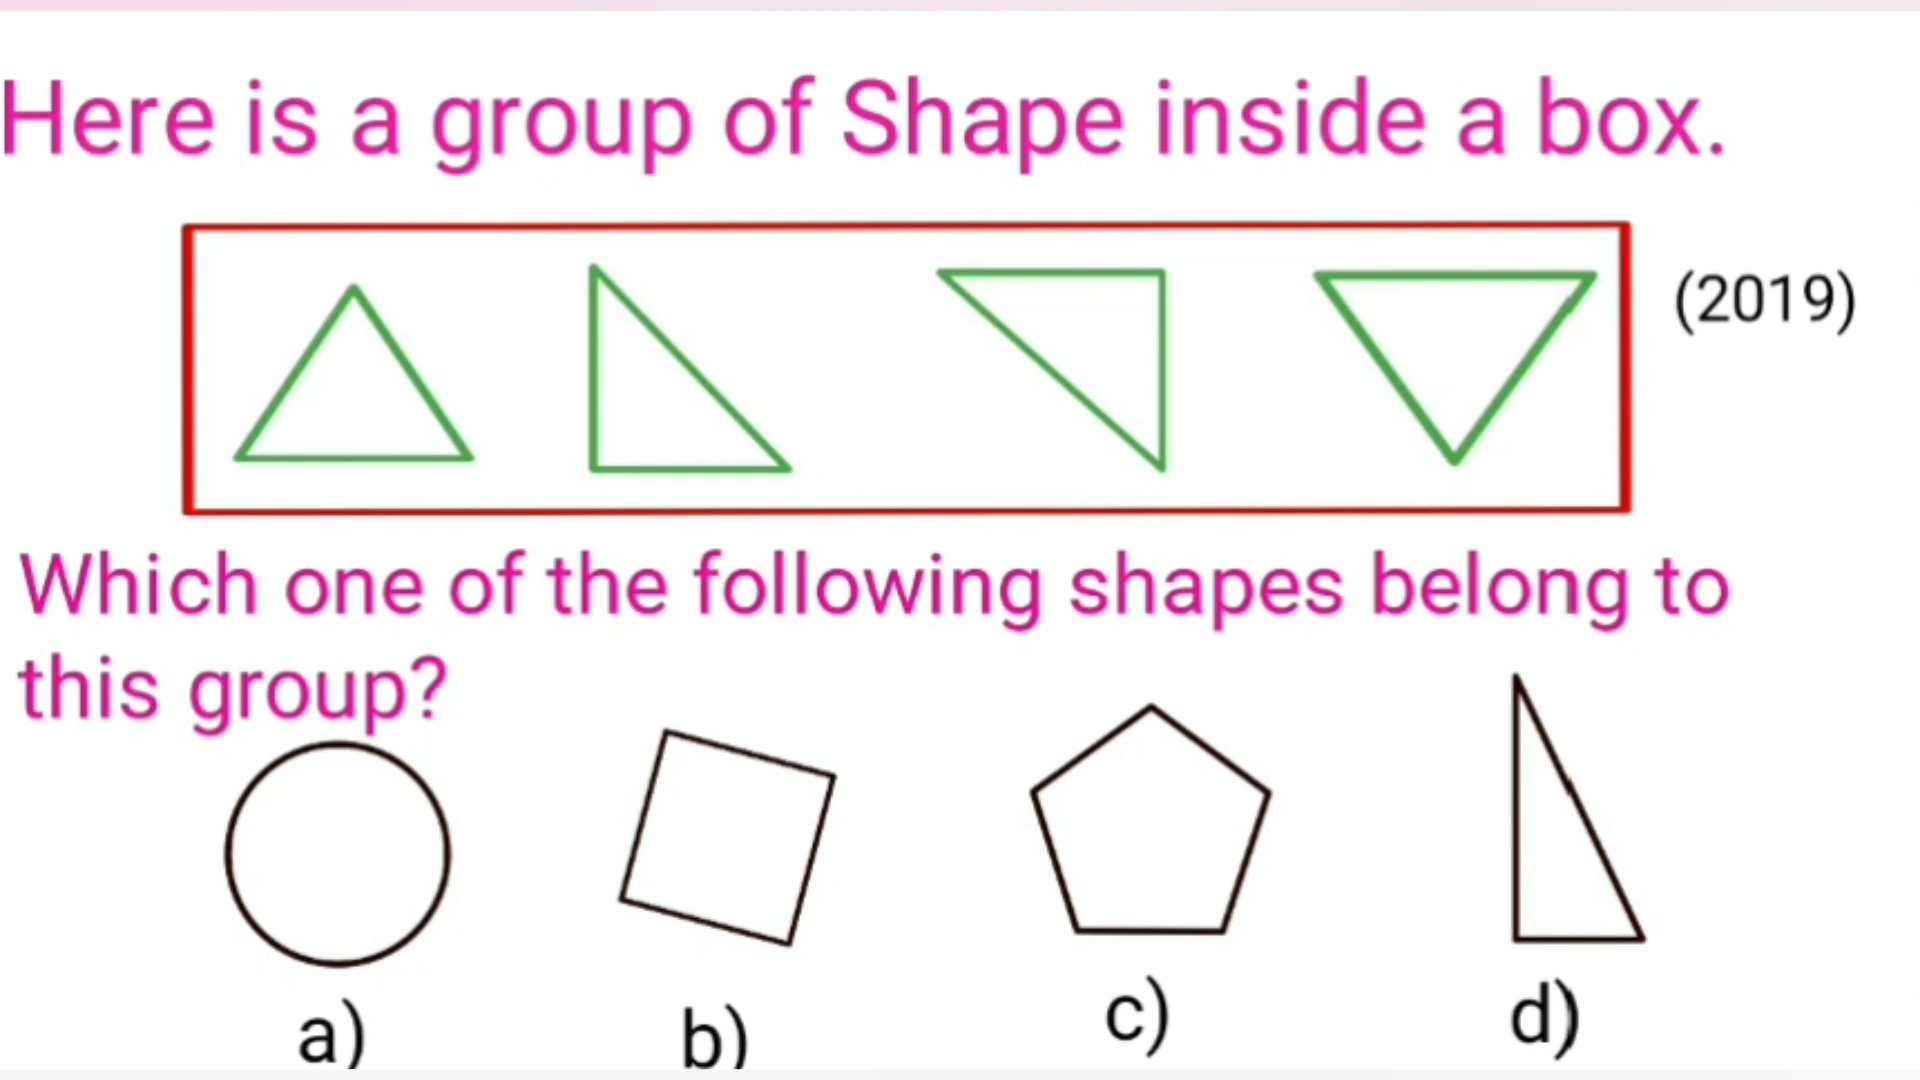 Here is a group of Shape inside a box.
(2019)
Which one of the following shapes belong to
this group?
a) b) c) d)